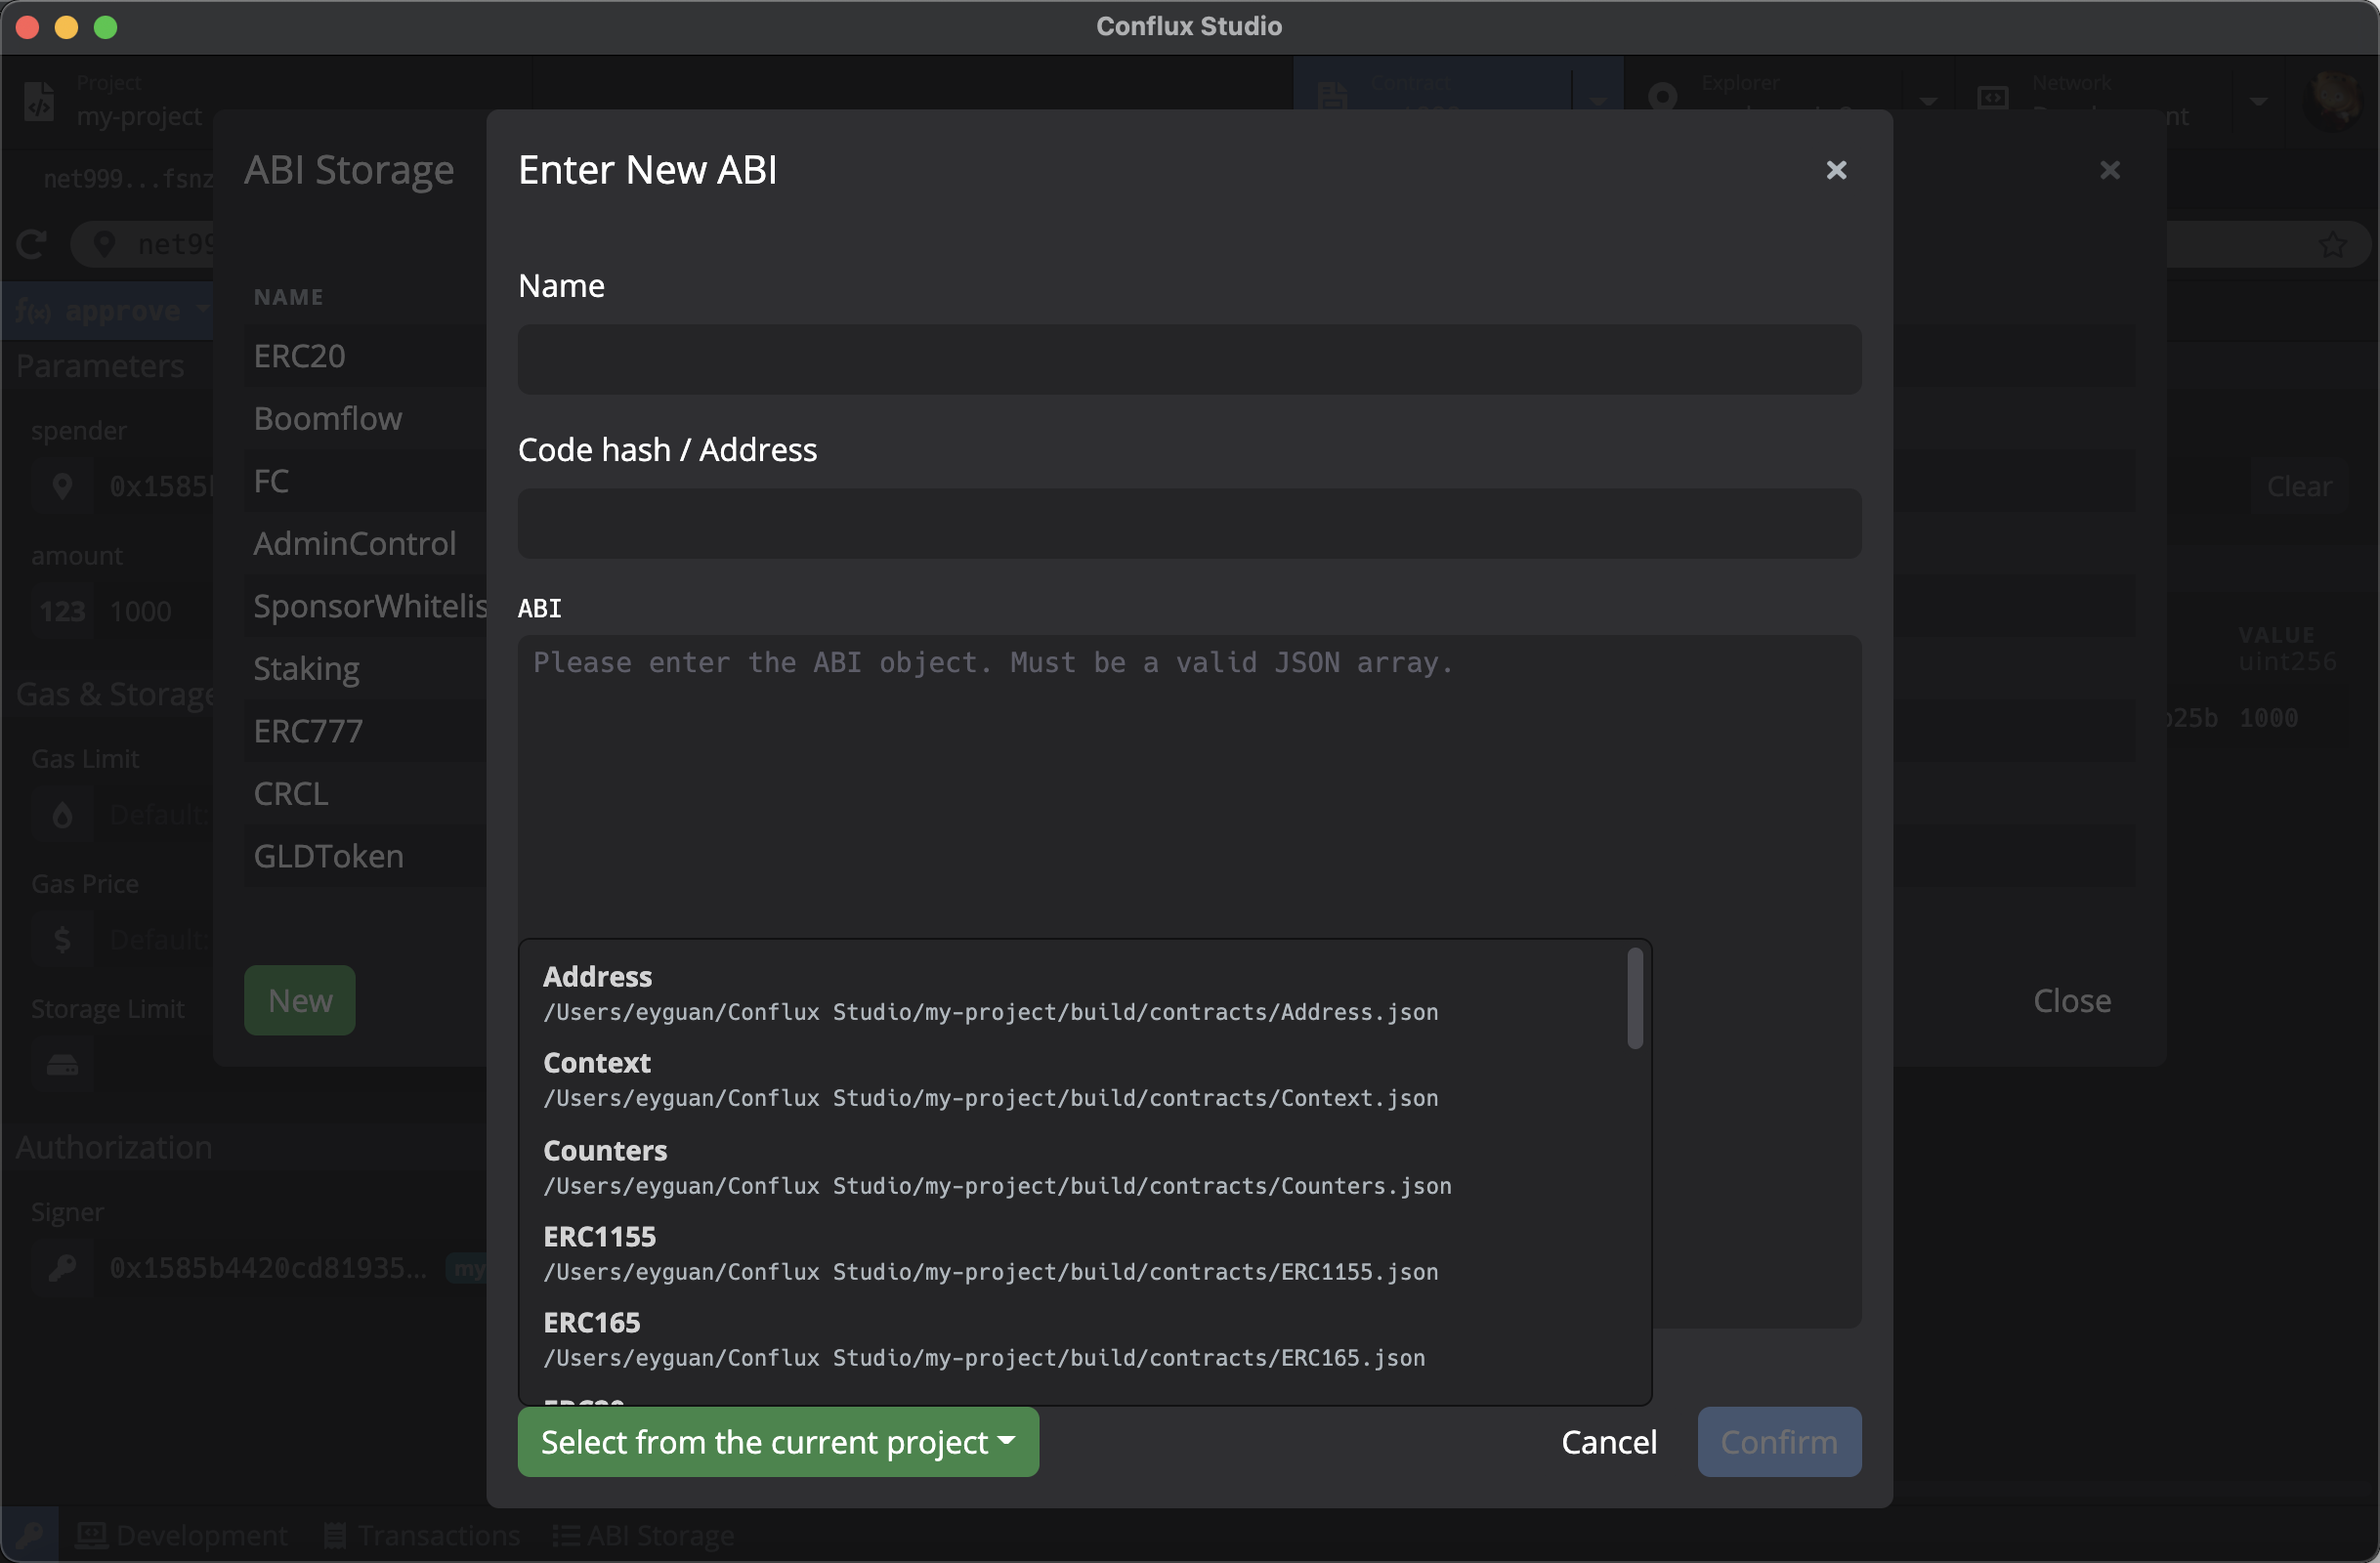 Conflux Studio
Project
my-project
Contract
Explorer
Network
net999...fsnz
ABI Storage
Enter New ABI
net99
f(x) approve
NAME
Name
ERC20
Parameters
Boomflow
spender
Code hash / Address
FC
0x1585
Clear
AdminControl
amount
SponsorWhitelis
ABI
123 1000
VALUE
uint256
Please enter the ABI object. Must be a valid JSON array.
Staking
Gas & Storage
ERC777
b25b 1000
Gas Limit
CRCL
Default:
GLDToken
Gas Price
Default:
Address
/Users/eyguan/Conflux Studio/my-project/build/contracts/Address.json
New
Close
Storage Limit
Context
/Users/eyguan/Conflux Studio/my-project/build/contracts/Context.json
Counters
/Users/eyguan/Conflux Studio/my-project/build/contracts/Counters.json
Authorization
Signer
ERC1155
/Users/eyguan/Conflux Studio/my-project/build/contracts/ERC1155.json
0x1585b4420cd81935... my
ERC165
/Users/eyguan/Conflux Studio/my-project/build/contracts/ERC165.json
Select from the current project
Cancel
Confirm
Development
Transactions
ABI Storage